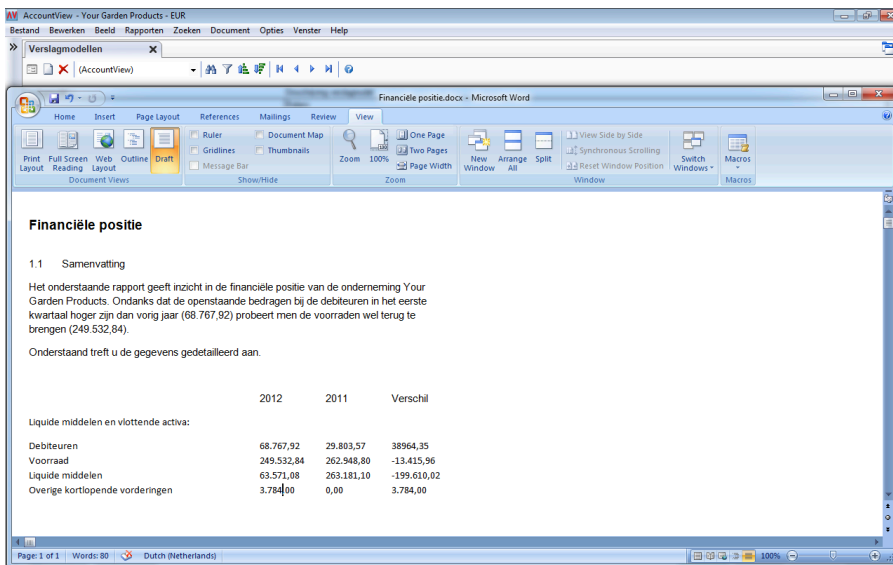 AccountView - Your Garden Products - EUR
Bestand Bewerken Beeld Rapporten Zoeken Document Opties Venster Help
Verslagmodellen
(AccountView)
Financiële positie.docx - Microsoft Word
Home Insert Page Layout References Mailings Review View
Print Layout Full Screen Reading Web Layout Outline Draft
Document Views
Ruler Document Map
Gridlines Thumbnails
Message Bar
Show/Hide
Zoom 100% One Page
Two Pages
Page Width
Zoom
New Window Arrange All Split
View Side by Side
Synchronous Scrolling
Reset Window Position
Window
Switch Windows
Macros
Macros
Financiële positie
1.1 Samenvatting
Het onderstaande rapport geeft inzicht in de financiële positie van de onderneming Your
Garden Products. Ondanks dat de openstaande bedragen bij de debiteuren in het eerste
kwartaal hoger zijn dan vorig jaar (68.767,92) probeert men de voorraden wel terug te
brengen (249.532,84).
Onderstaand treft u de gegevens gedetailleerd aan.
2012 2011 Verschil
Liquide middelen en vlottende activa:
Debiteuren 68.767,92 29.803,57 38964,35
Voorraad 249.532,84 262.948,80 -13.415,96
Liquide middelen 63.571,08 263.181,10 -199.610,02
Overige kortlopende vorderingen 3.784,00 0,00 3.784,00
Page: 1 of 1 Words: 80 Dutch (Netherlands) 100%